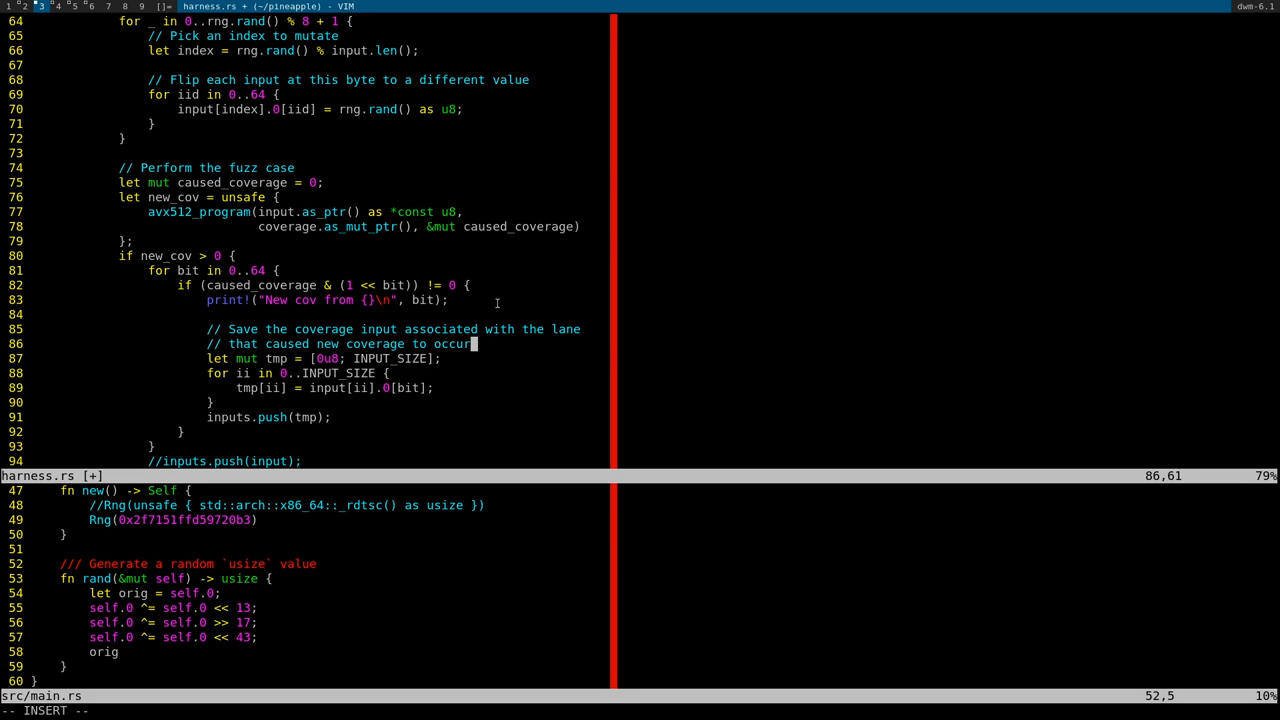 1 2 3 4 5 6 7 8 9 []= harness.rs + (~/pineapple) - VIM dwm-6.1
64             for _ in 0..rng.rand() % 8 + 1 {
65                 // Pick an index to mutate
66                 let index = rng.rand() % input.len();
67
68                 // Flip each input at this byte to a different value
69                 for iid in 0..64 {
70                     input[index].0[iid] = rng.rand() as u8;
71                 }
72             }
73
74             // Perform the fuzz case
75             let mut caused_coverage = 0;
76             let new_cov = unsafe {
77                 avx512_program(input.as_ptr() as *const u8,
78                                coverage.as_mut_ptr(), &mut caused_coverage)
79             };
80             if new_cov > 0 {
81                 for bit in 0..64 {
82                     if (caused_coverage & (1 << bit)) != 0 {
83                         print!("New cov from {}\n", bit);
84
85                         // Save the coverage input associated with the lane
86                         // that caused new coverage to occur
87                         let mut tmp = [0u8; INPUT_SIZE];
88                         for ii in 0..INPUT_SIZE {
89                             tmp[ii] = input[ii].0[bit];
90                         }
91                         inputs.push(tmp);
92                     }
93                 }
94                 //inputs.push(input);
harness.rs [+] 86,61 79%
47     fn new() -> Self {
48         //Rng(unsafe { std::arch::x86_64::_rdtsc() as usize })
49         Rng(0x2f7151ffd59720b3)
50     }
51
52     /// Generate a random `usize` value
53     fn rand(&mut self) -> usize {
54         let orig = self.0;
55         self.0 ^= self.0 << 13;
56         self.0 ^= self.0 >> 17;
57         self.0 ^= self.0 << 43;
58         orig
59     }
60 }
src/main.rs 52,5 10%
-- INSERT --